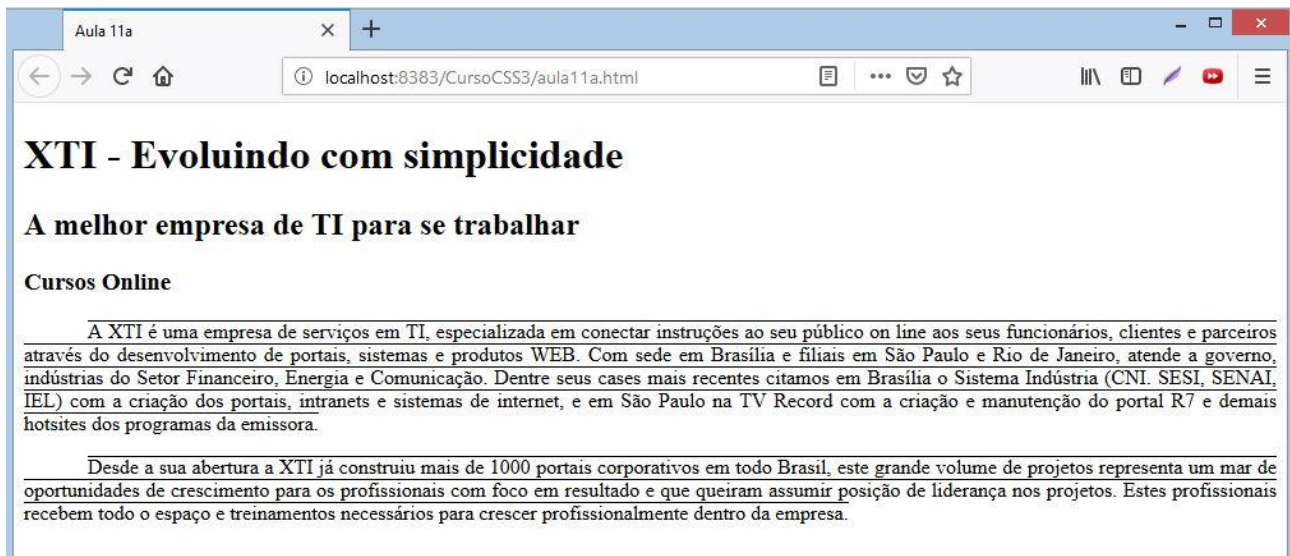 Aula 11a
localhost:8383/CursoCSS3/aula11a.html
XTI - Evoluindo com simplicidade
A melhor empresa de TI para se trabalhar
Cursos Online
A XTI é uma empresa de serviços em TI, especializada em conectar instruções ao seu público on line aos seus funcionários, clientes e parceiros
através do desenvolvimento de portais, sistemas e produtos WEB. Com sede em Brasília e filiais em São Paulo e Rio de Janeiro, atende a governo,
indústrias do Setor Financeiro, Energia e Comunicação. Dentre seus cases mais recentes citamos em Brasília o Sistema Indústria (CNI. SESI, SENAI,
IEL) com a criação dos portais, intranets e sistemas de internet, e em São Paulo na TV Record com a criação e manutenção do portal R7 e demais
hotsites dos programas da emissora.
Desde a sua abertura a XTI já construiu mais de 1000 portais corporativos em todo Brasil, este grande volume de projetos representa um mar de
oportunidades de crescimento para os profissionais com foco em resultado e que queiram assumir posição de liderança nos projetos. Estes profissionais
recebem todo o espaço e treinamentos necessários para crescer profissionalmente dentro da empresa.